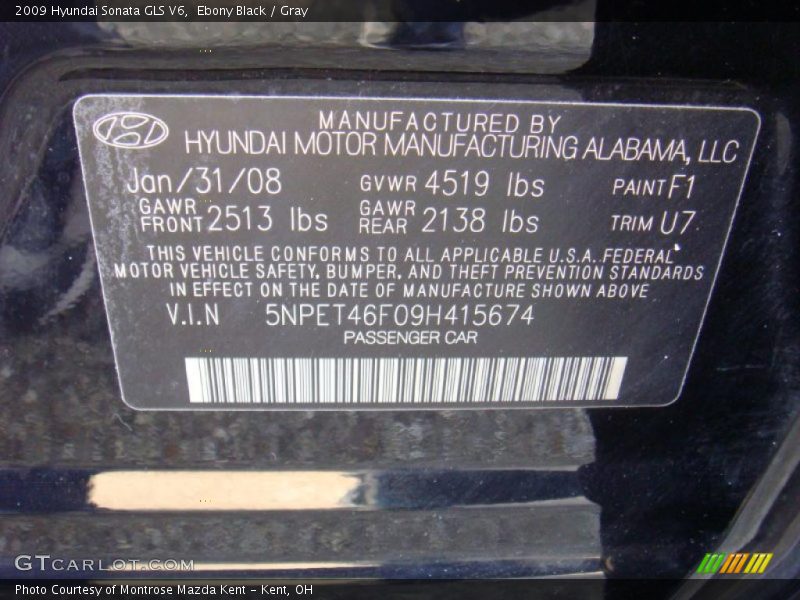 2009 Hyundai Sonata GLS V6, Ebony Black / Gray
MANUFACTURED BY
HYUNDAI MOTOR MANUFACTURING ALABAMA, LLC
Jan/31/08 GVWR 4519 lbs PAINT F1
GAWR FRONT 2513 lbs GAWR REAR 2138 lbs TRIM U7
THIS VEHICLE CONFORMS TO ALL APPLICABLE U.S.A. FEDERAL
MOTOR VEHICLE SAFETY, BUMPER, AND THEFT PREVENTION STANDARDS
IN EFFECT ON THE DATE OF MANUFACTURE SHOWN ABOVE
V.I.N 5NPET46F09H415674
PASSENGER CAR
GTCARLOT.COM
Photo Courtesy of Montrose Mazda Kent - Kent, OH